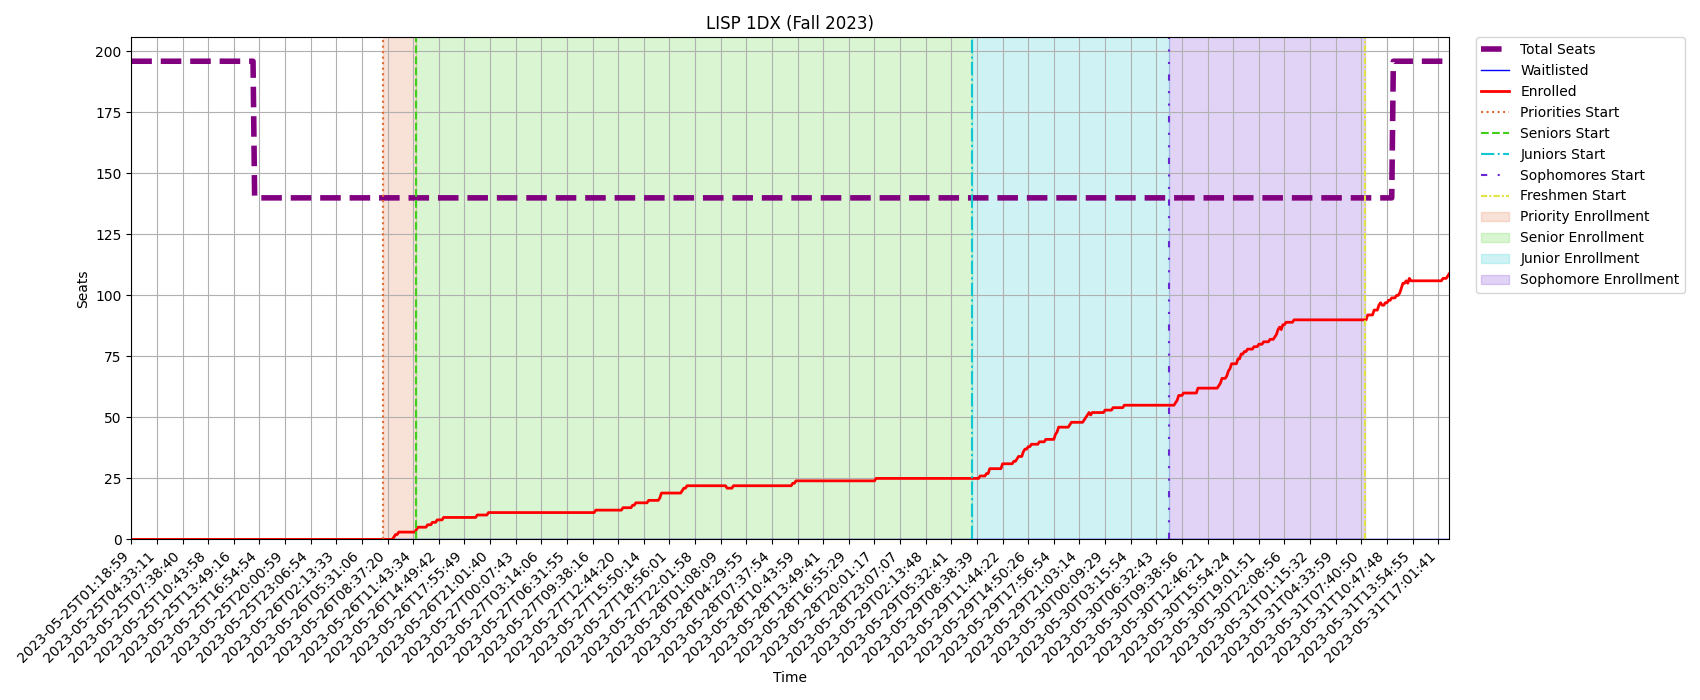 LISP 1DX (Fall 2023)
200
175
150
125
100
75
50
25
0
Seats
2023-05-25T01:18:59
2023-05-25T04:33:11
2023-05-25T07:38:40
2023-05-25T10:43:58
2023-05-25T13:49:16
2023-05-25T16:54:54
2023-05-25T20:00:59
2023-05-25T23:06:54
2023-05-26T02:13:33
2023-05-26T05:31:06
2023-05-26T08:37:20
2023-05-26T11:43:34
2023-05-26T14:49:42
2023-05-26T17:55:49
2023-05-26T21:01:40
2023-05-27T00:07:43
2023-05-27T03:14:06
2023-05-27T06:31:55
2023-05-27T09:38:16
2023-05-27T12:44:20
2023-05-27T15:50:14
2023-05-27T18:56:01
2023-05-27T22:01:58
2023-05-28T01:08:09
2023-05-28T04:29:55
2023-05-28T07:37:54
2023-05-28T10:43:59
2023-05-28T13:49:41
2023-05-28T16:55:29
2023-05-28T20:01:17
2023-05-28T23:07:07
2023-05-29T02:13:48
2023-05-29T05:32:41
2023-05-29T08:38:39
2023-05-29T11:44:22
2023-05-29T14:50:26
2023-05-29T17:56:54
2023-05-29T21:03:14
2023-05-30T00:09:29
2023-05-30T03:15:54
2023-05-30T06:32:43
2023-05-30T09:38:56
2023-05-30T12:46:21
2023-05-30T15:54:24
2023-05-30T19:01:51
2023-05-30T22:08:56
2023-05-31T01:15:32
2023-05-31T04:33:59
2023-05-31T07:40:50
2023-05-31T10:47:48
2023-05-31T13:54:55
2023-05-31T17:01:41
Time
Total Seats
Waitlisted
Enrolled
Priorities Start
Seniors Start
Juniors Start
Sophomores Start
Freshmen Start
Priority Enrollment
Senior Enrollment
Junior Enrollment
Sophomore Enrollment